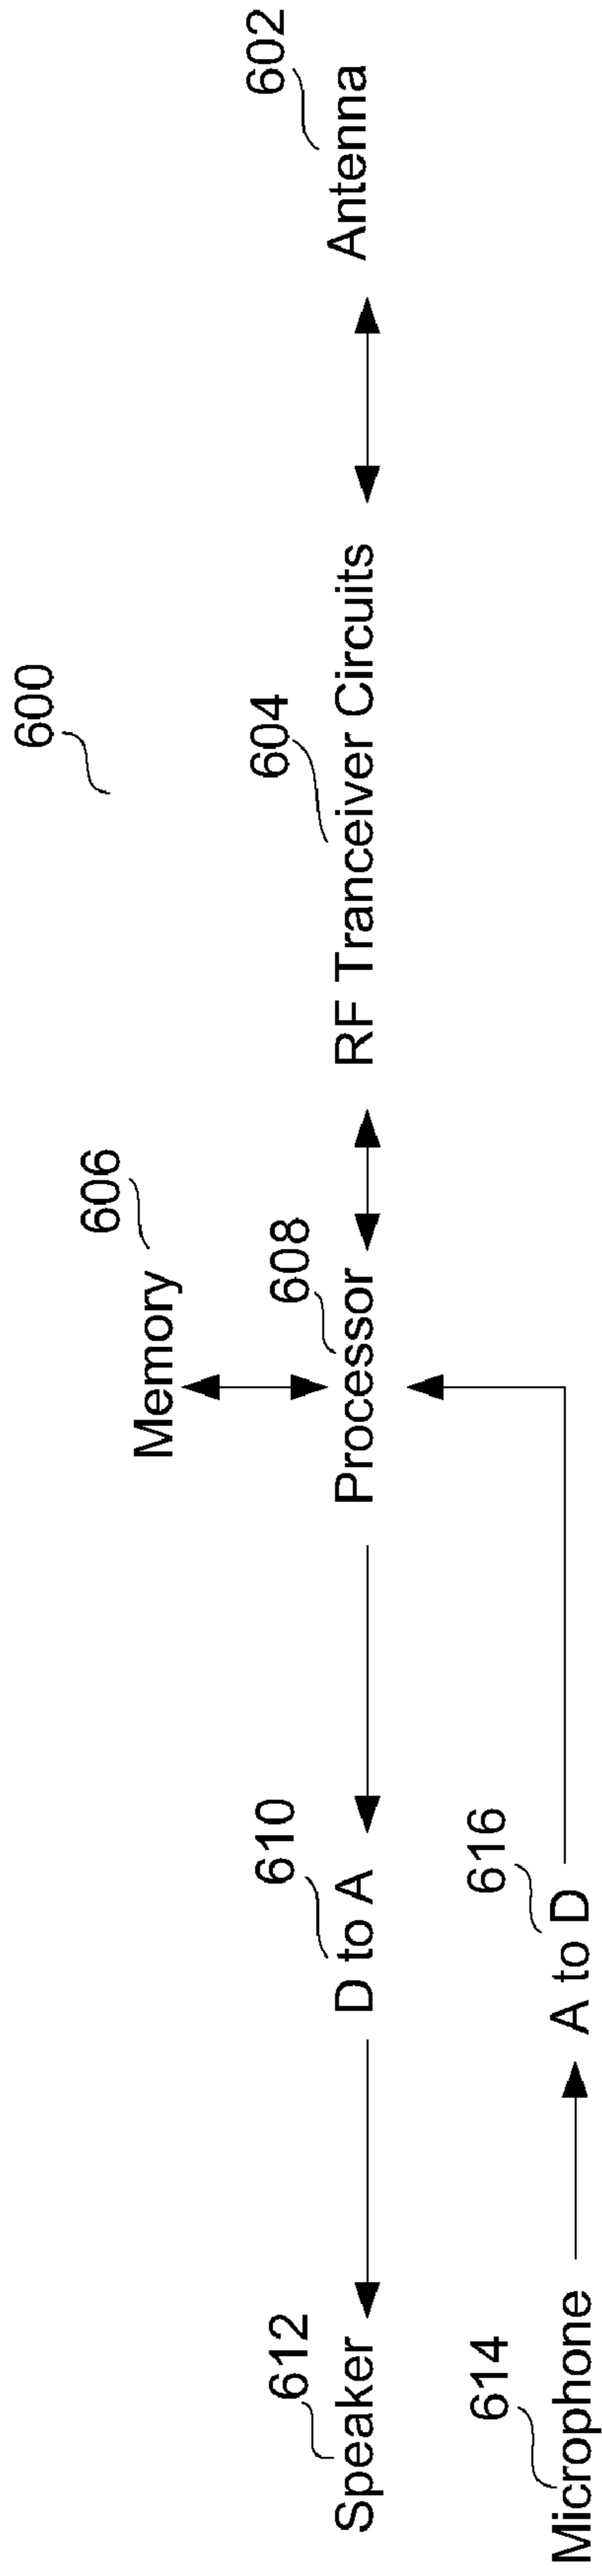 600
606
Memory
612
610
608
604
602
Speaker
D to A
Processor
RF Tranceiver Circuits
Antenna
614
616
Microphone
A to D